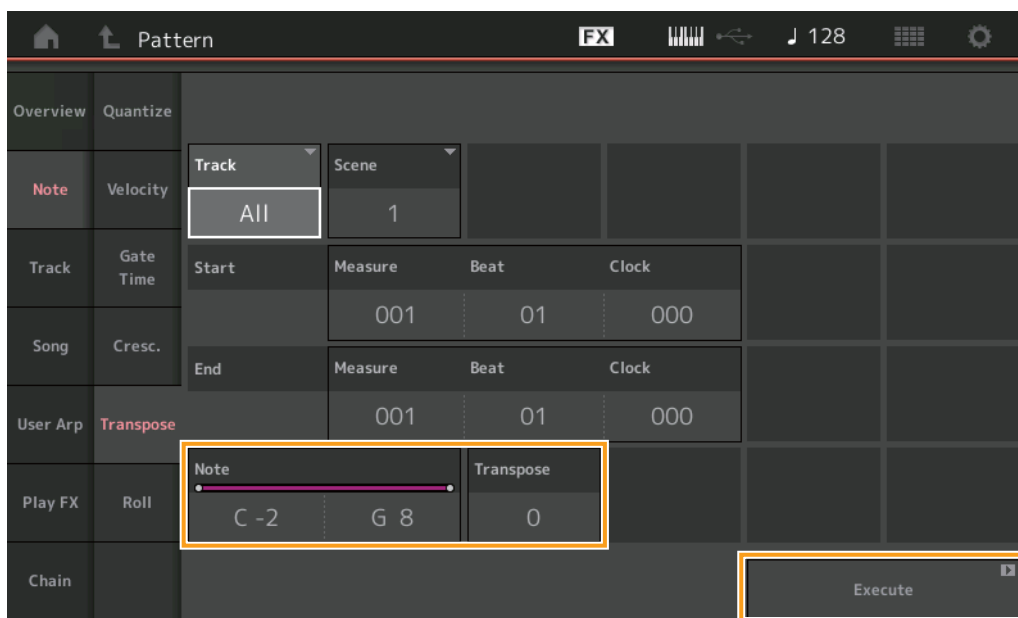 Pattern FX 128
Overview Quantize
Track Scene
Note Velocity
All 1
Track Gate Time Start Measure Beat Clock
001 01 000
Song Cresc.
End Measure Beat Clock
User Arp Transpose 001 01 000
Note Transpose
Play FX Roll C -2 G 8 0
Chain Execute